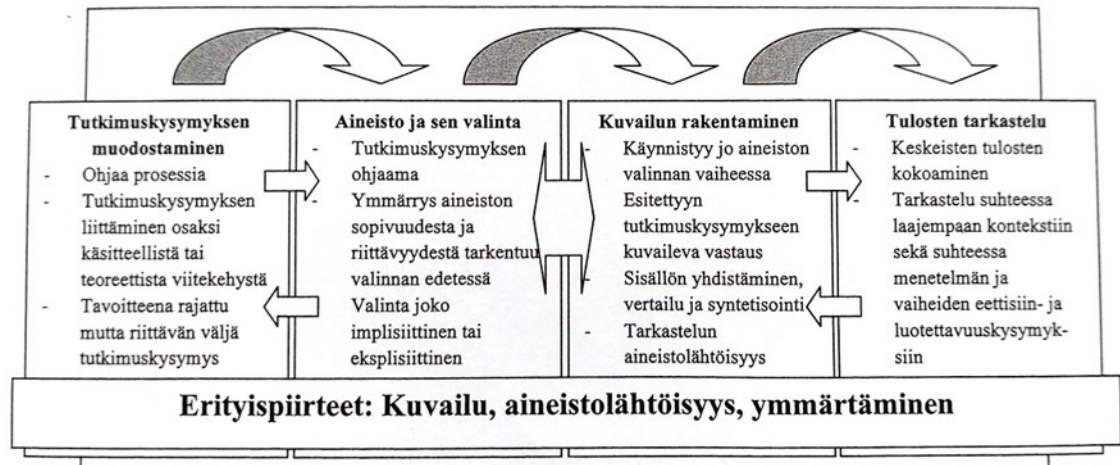 Tutkimuskysymyksen
muodostaminen
- Ohjaa prosessia
- Tutkimuskysymyksen
liittäminen osaksi
käsitteellistä tai
teoreettista viitekehystä
- Tavoitteena rajattu
mutta riittävän väljä
tutkimuskysymys
Aineisto ja sen valinta
- Tutkimuskysymyksen
ohjaama
- Ymmärrys aineiston
sopivuudesta ja
riittävyydestä tarkentuu
valinnan edetessä
- Valinta joko
implisiittinen tai
eksplisiittinen
Kuvailun rakentaminen
- Käynnistyy jo aineiston
valinnan vaiheessa
- Esitettyyn
tutkimuskysymykseen
kuvaileva vastaus
- Sisällön yhdistäminen,
vertailu ja syntetisointi
- Tarkastelun
aineistolähtöisyys
Tulosten tarkastelu
- Keskeisten tulosten
kokoaminen
- Tarkastelu suhteessa
laajempaan kontekstiin
sekä suhteessa
menetelmän ja
vaiheiden eettisiin- ja
luotettavuuskysymyk-
siin
Erityispiirteet: Kuvailu, aineistolähtöisyys, ymmärtäminen